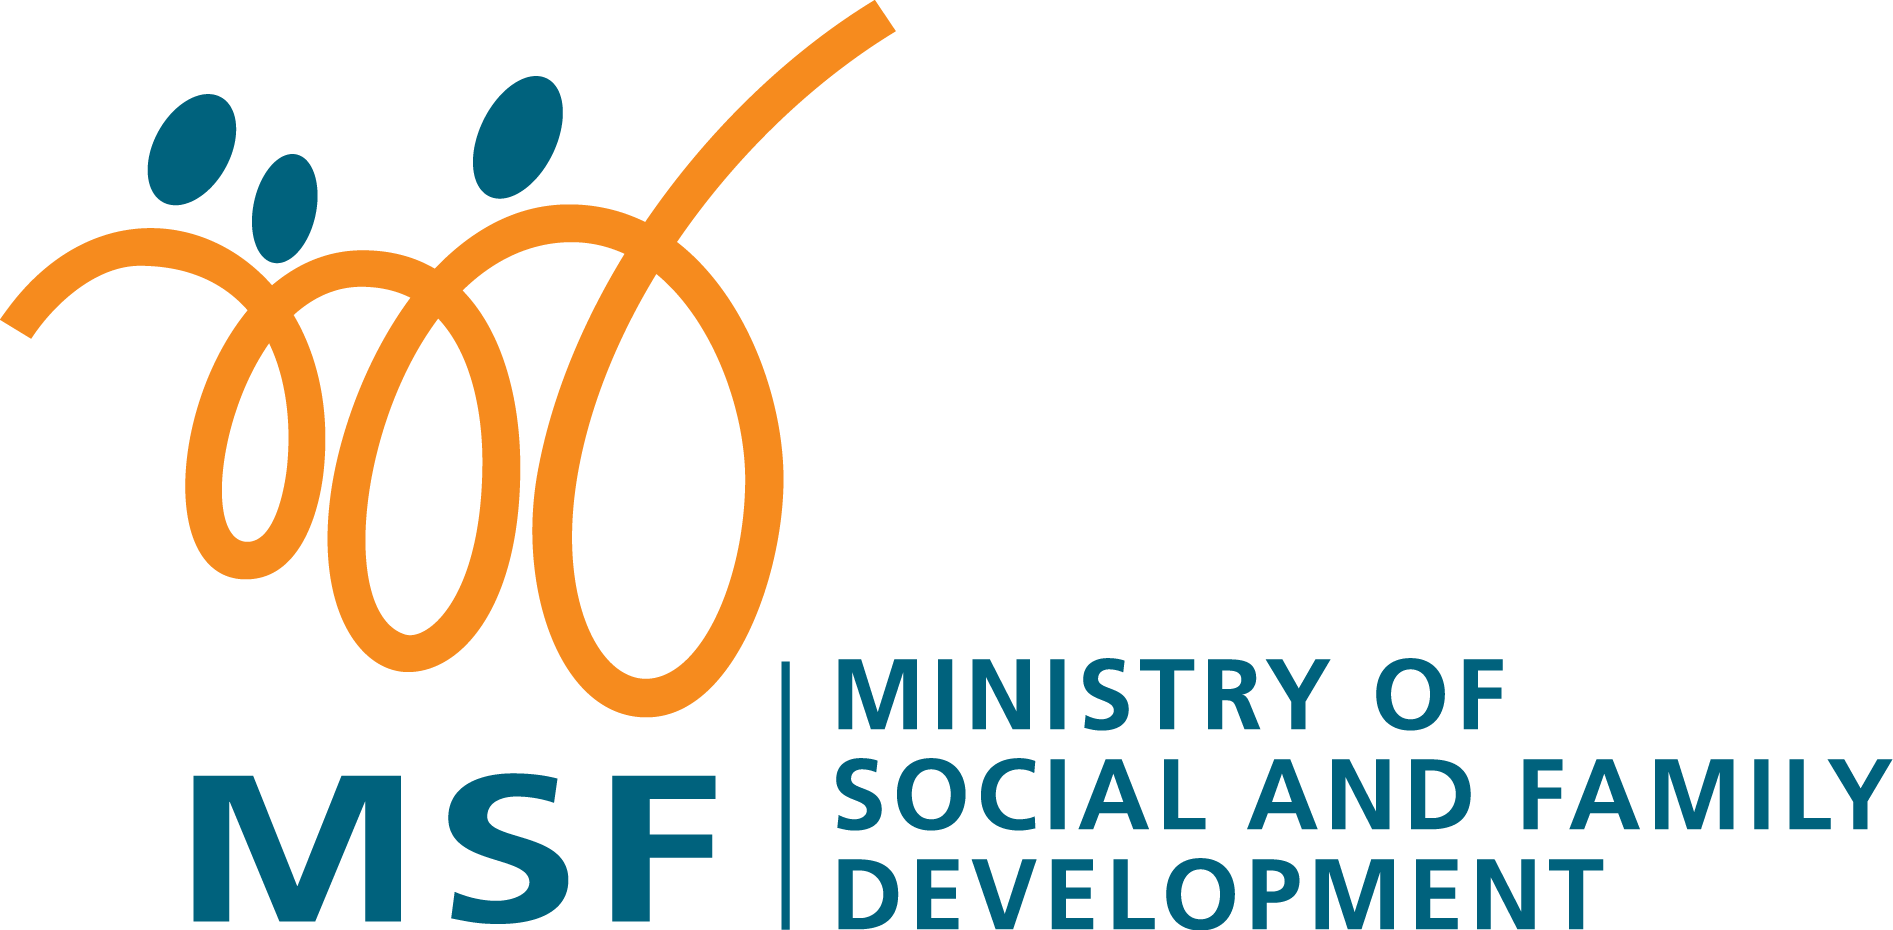 MSF
MINISTRY OF
SOCIAL AND FAMILY
DEVELOPMENT